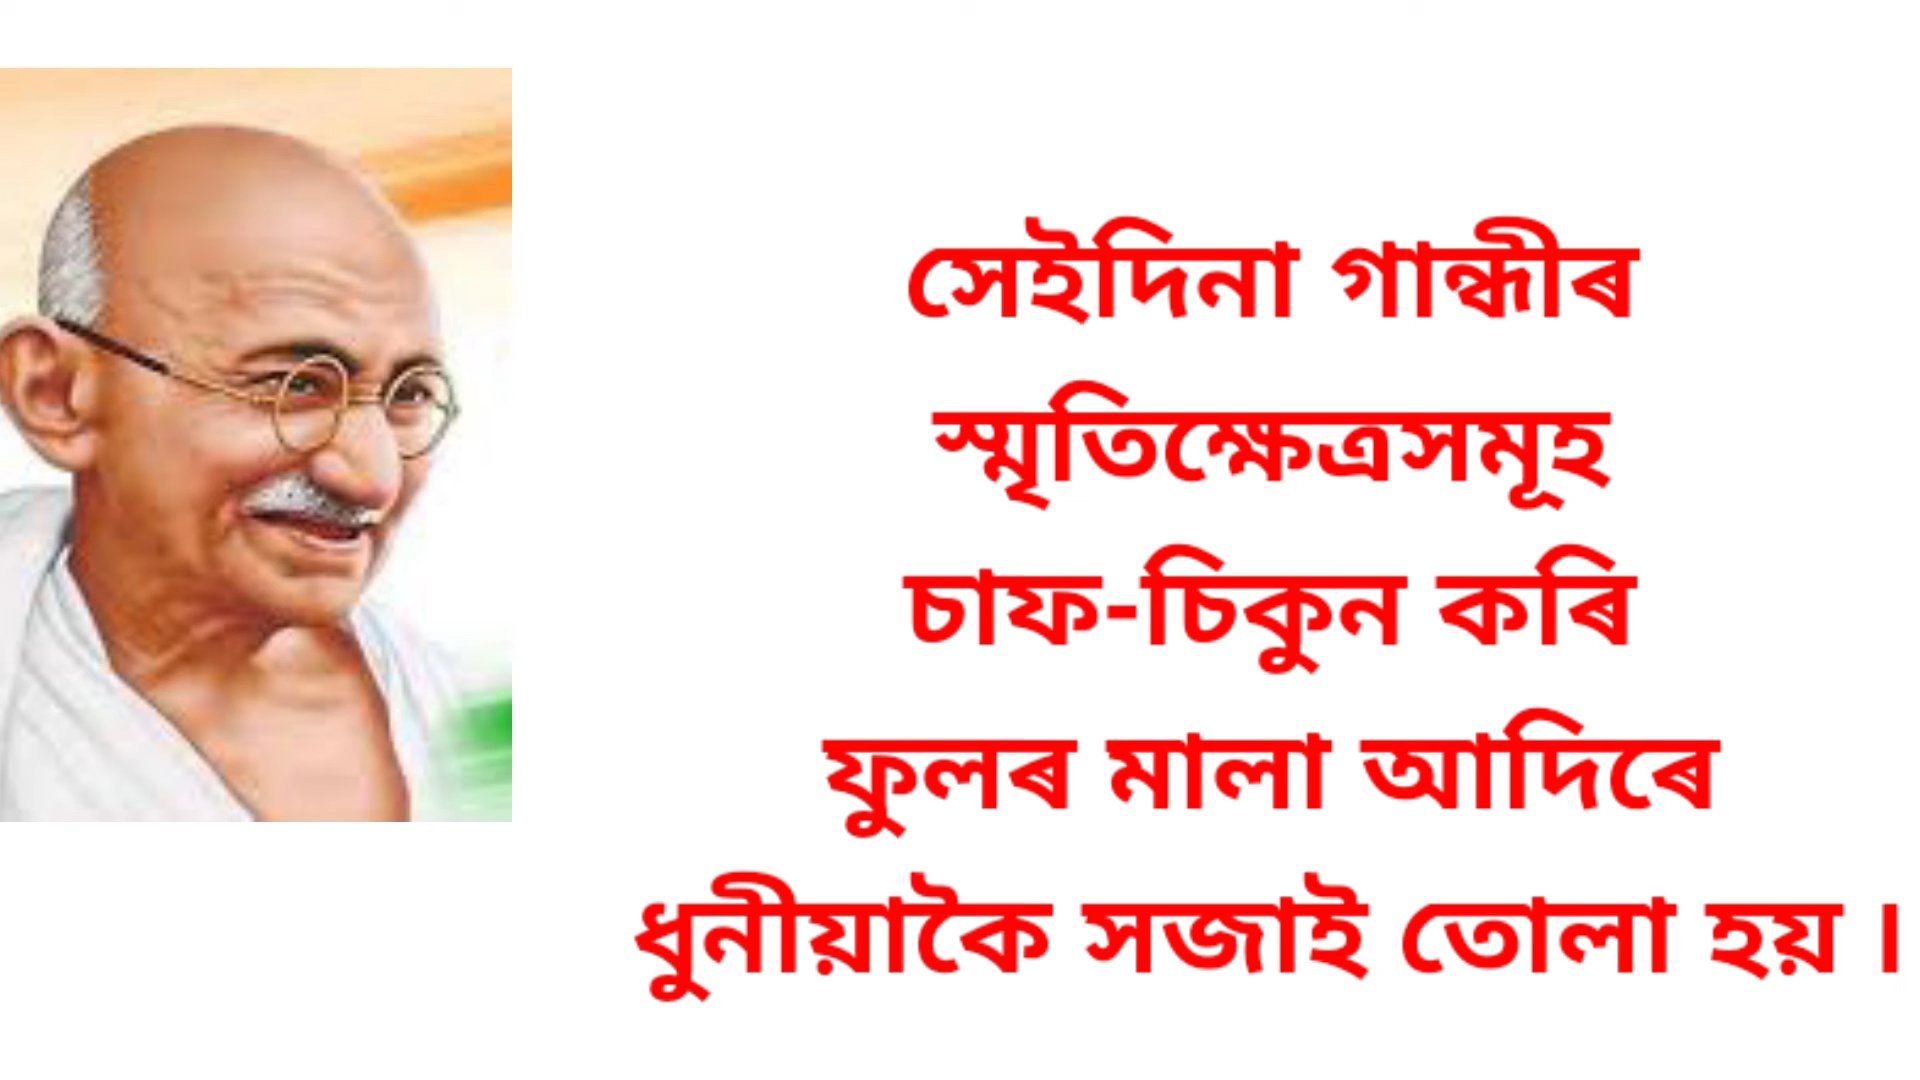 সেইদিনা গান্ধীৰ
স্মৃতিক্ষেত্ৰসমূহ
চাফ-চিকুন কৰি
ফুলৰ মালা আদিৰে
ধুনীয়াকৈ সজাই তোলা হয় ।